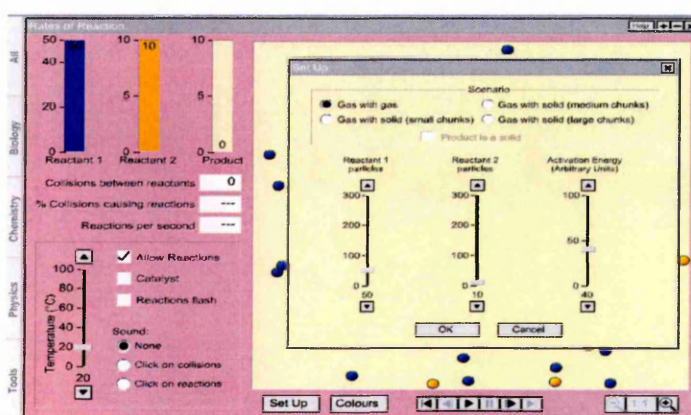 Rates of Reaction
Help
All
Biology
Chemistry
Physics
Tools
50 10 10
50
40
20
0
10
5
0
10
5
0
0
Reactant 1 Reactant 2 Product
Collisions between reactants 0
% Collisions causing reactions ---
Reactions per second ---
Temperature (°C)
100
80
60
40
20
0
20
Allow Reactions
Catalyst
Reactions flash
Sound:
None
Click on collisions
Click on reactions
Set Up
Scenario
Gas with gas Gas with solid (medium chunks)
Gas with solid (small chunks) Gas with solid (large chunks)
Product is a solid
Reactant 1 particles
300
200
100
0
50
Reactant 2 particles
300
200
100
0
10
Activation Energy (Arbitrary Units)
100
50
0
40
OK Cancel
Set Up Colours
1:1